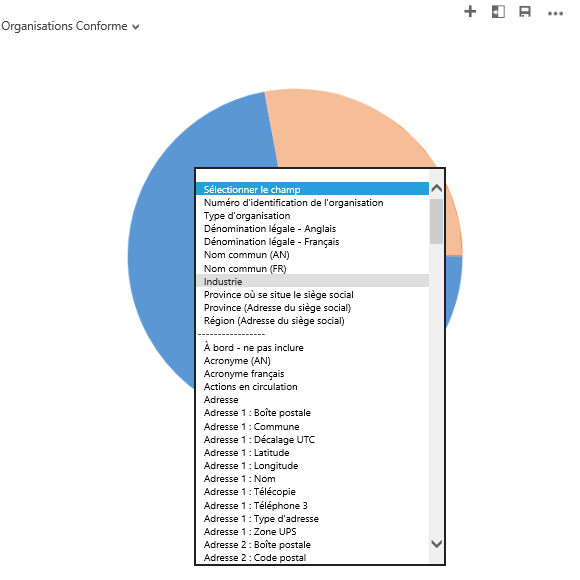 Organisations Conforme
Sélectionner le champ
Numéro d'identification de l'organisation
Type d'organisation
Dénomination légale - Anglais
Dénomination légale - Français
Nom commun (AN)
Nom commun (FR)
Industrie
Province où se situe le siège social
Province (Adresse du siège social)
Région (Adresse du siège social)
----------------
À bord - ne pas inclure
Acronyme (AN)
Acronyme français
Actions en circulation
Adresse
Adresse 1 : Boîte postale
Adresse 1 : Commune
Adresse 1 : Décalage UTC
Adresse 1 : Latitude
Adresse 1 : Longitude
Adresse 1 : Nom
Adresse 1 : Télécopie
Adresse 1 : Téléphone 3
Adresse 1 : Type d'adresse
Adresse 1 : Zone UPS
Adresse 2 : Boîte postale
Adresse 2 : Code postal